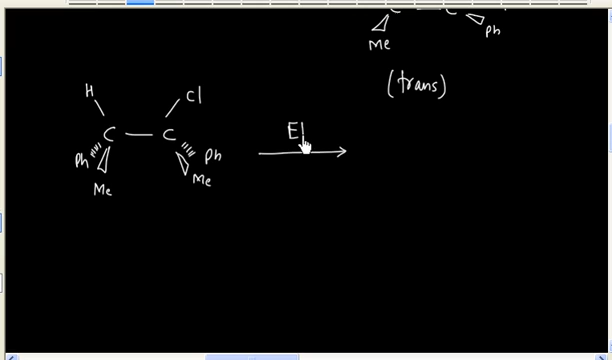 C — C
Me Ph
(trans)
H Cl
C — C
Ph Ph
Me Me
E1